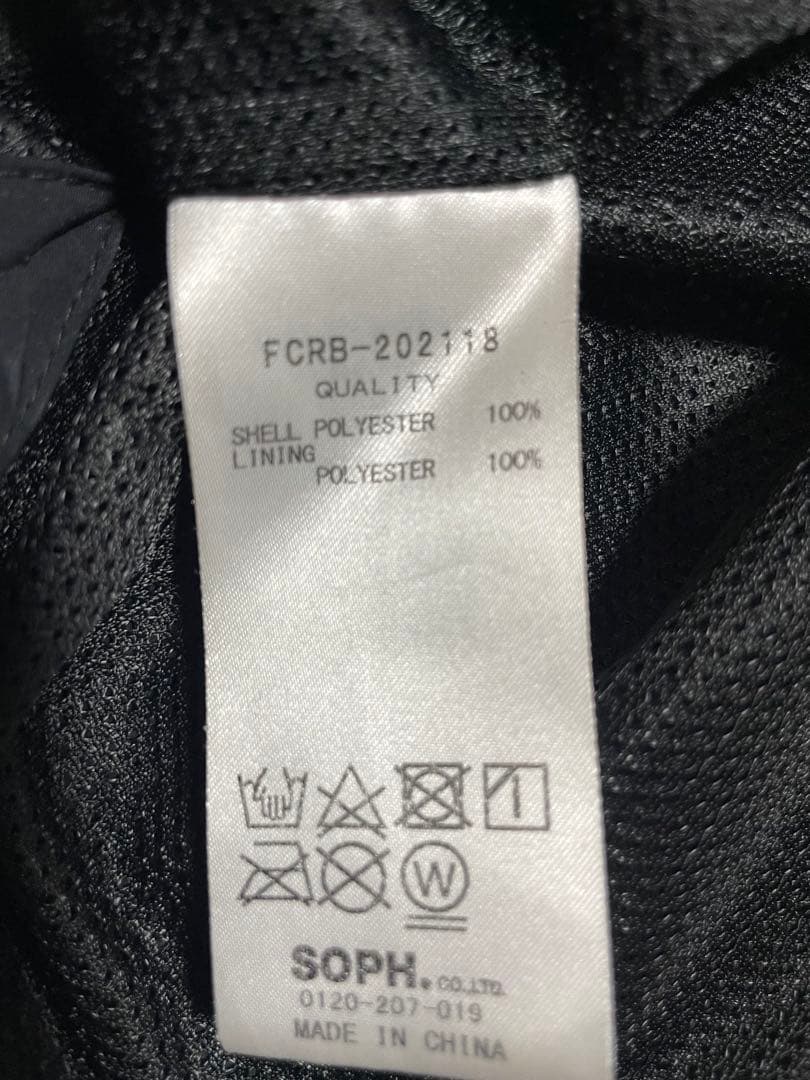 FCRB-202118
QUALITY
SHELL POLYESTER 100%
LINING
POLYESTER 100%
W
SOPH. CO.,LTD.
0120-207-019
MADE IN CHINA